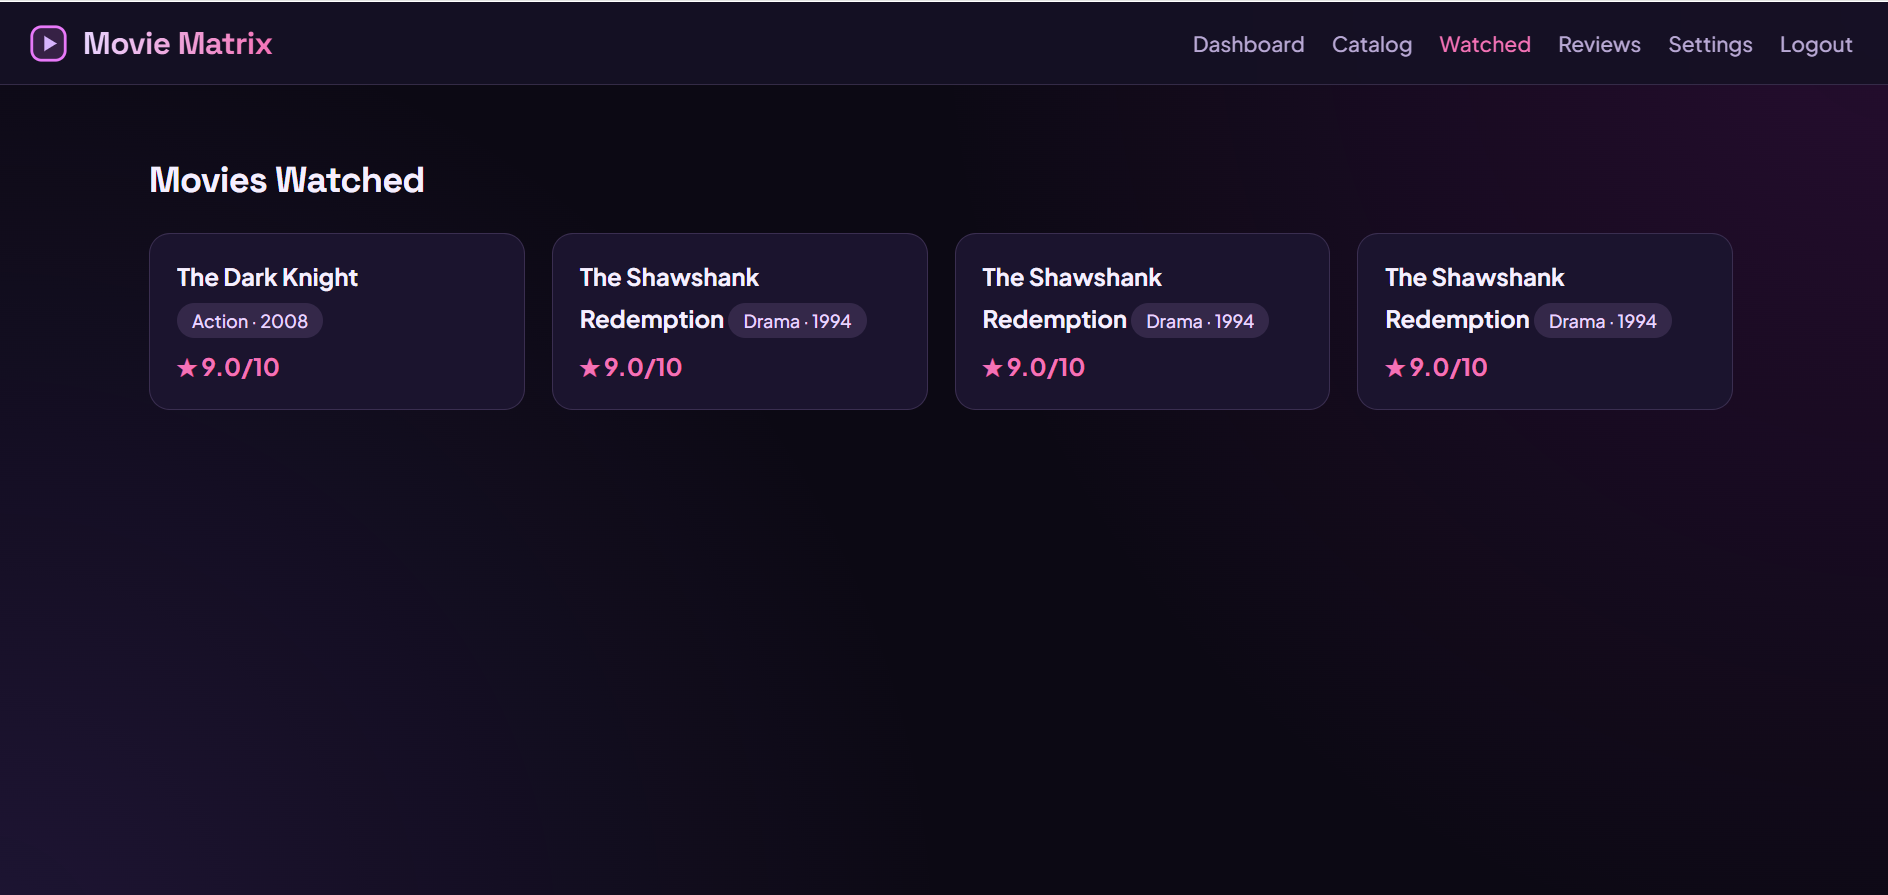 Movie Matrix
Dashboard Catalog Watched Reviews Settings Logout
Movies Watched
The Dark Knight
Action · 2008
★ 9.0/10
The Shawshank
Redemption Drama · 1994
★ 9.0/10
The Shawshank
Redemption Drama · 1994
★ 9.0/10
The Shawshank
Redemption Drama · 1994
★ 9.0/10